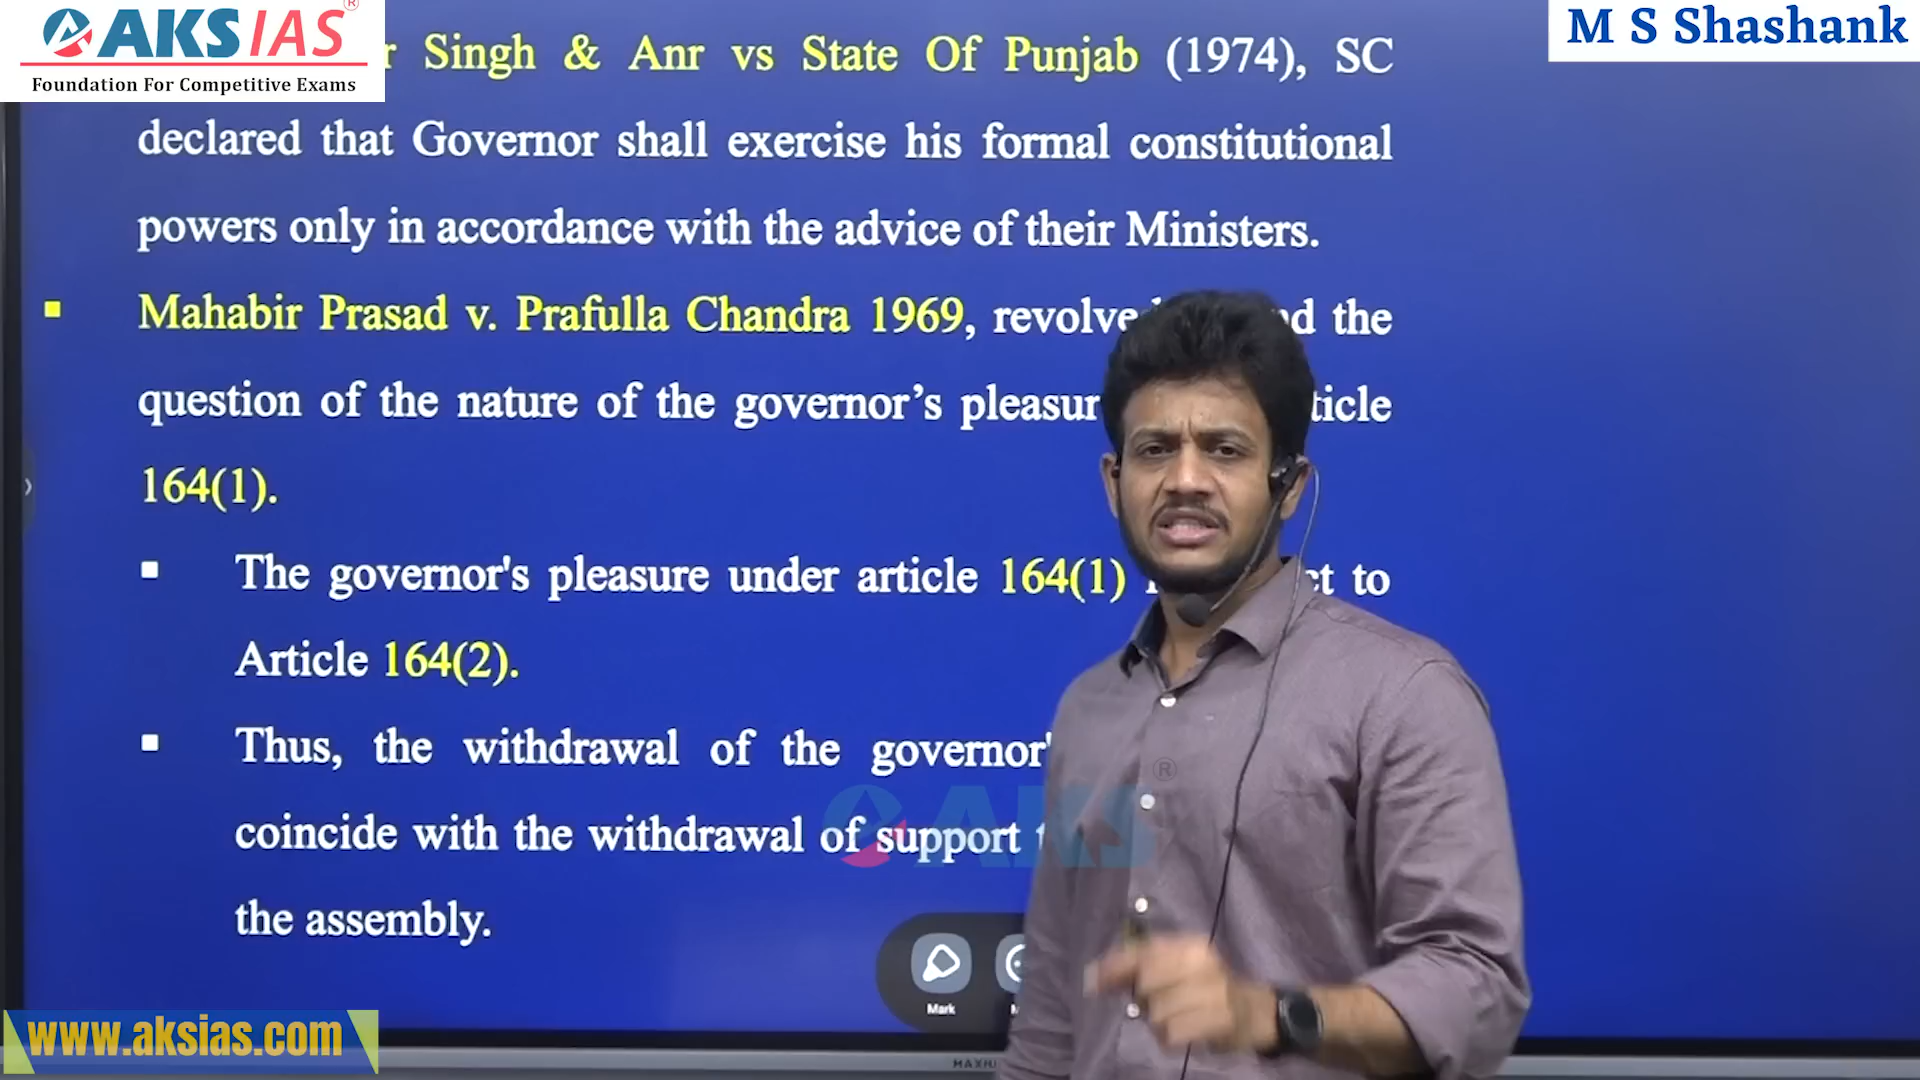 AKS IAS ®
Foundation For Competitive Exams
M S Shashank
r Singh & Anr vs State Of Punjab (1974), SC
declared that Governor shall exercise his formal constitutional
powers only in accordance with the advice of their Ministers.
Mahabir Prasad v. Prafulla Chandra 1969, the
question of the nature of the governor's
164(1).
The governor's pleasure under article 164(1) to
Article 164(2).
Thus, the withdrawal of the governor'
coincide with the withdrawal of support
AKS ®
the assembly.
Mark
www.aksias.com